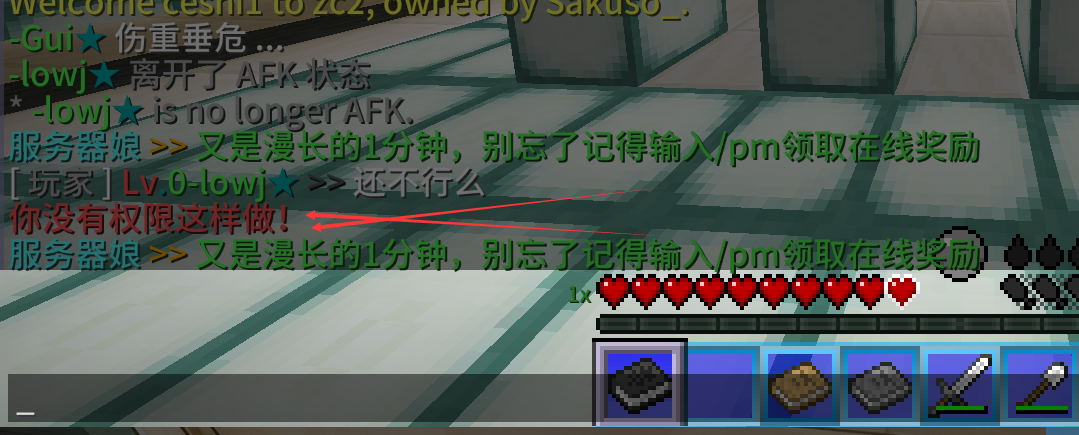 Welcome ceshi1 to zc2, owned by Sakuso_.
-Gui★ 伤重垂危 ...
-lowj★ 离开了 AFK 状态
* -lowj★ is no longer AFK.
服务器娘 >> 又是漫长的1分钟，别忘了记得输入/pm领取在线奖励
[ 玩家 ] Lv.0-lowj★ >> 还不行么
你没有权限这样做！
服务器娘 >> 又是漫长的1分钟，别忘了记得输入/pm领取在线奖励
1x
_